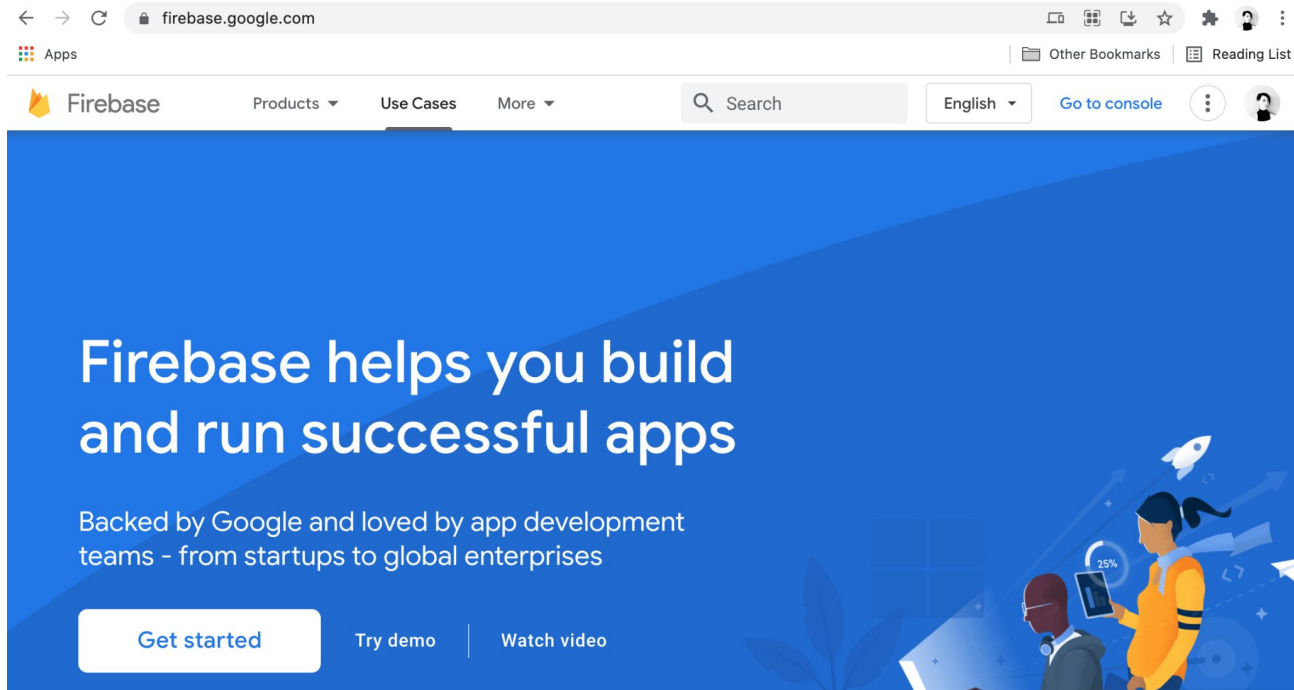 firebase.google.com
Apps
Other Bookmarks
Reading List
Firebase
Products
Use Cases
More
Search
English
Go to console
Firebase helps you build
and run successful apps
Backed by Google and loved by app development
teams - from startups to global enterprises
25%
Get started
Try demo
Watch video